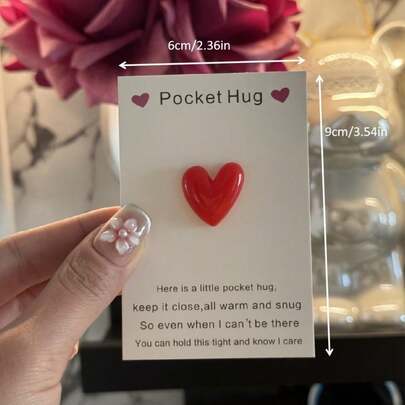 6cm/2.36in
Pocket Hug
9cm/3.54in
Here is a little pocket hug,
keep it close,all warm and snug
So even when I can't be there
You can hold this tight and know I care